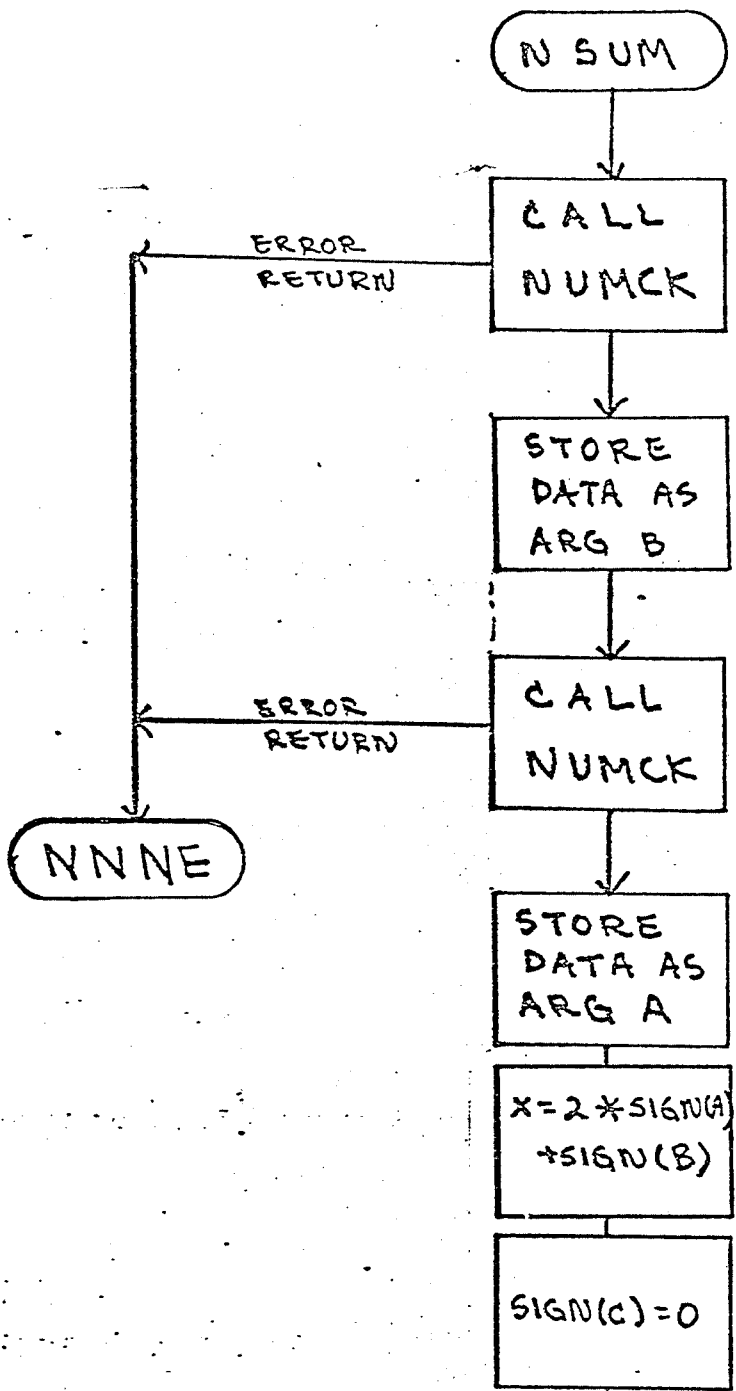 N SUM
CALL
NUMCK
ERROR
RETURN
STORE
DATA AS
ARG B
CALL
NUMCK
ERROR
RETURN
NNNE
STORE
DATA AS
ARG A
X=2*SIGN(A)
+SIGN(B)
SIGN(C)=0